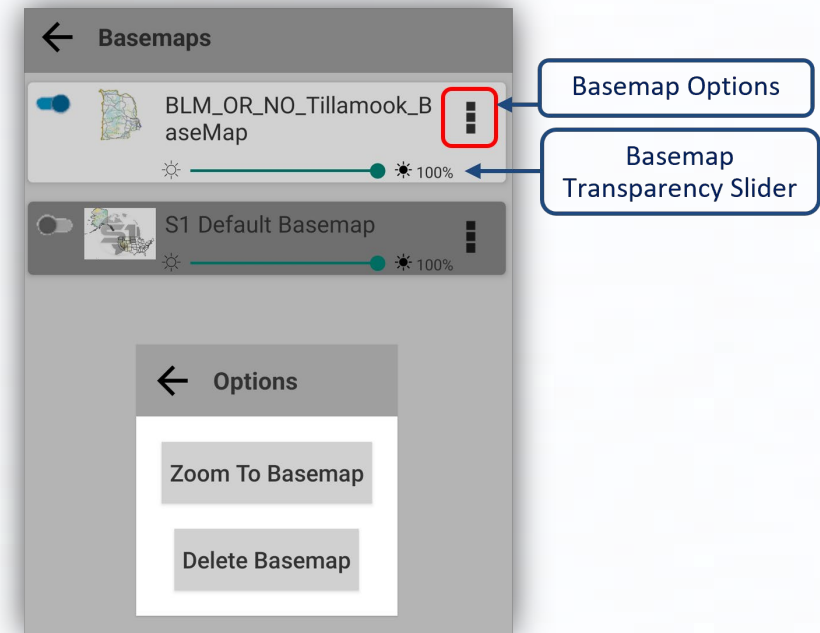 Basemaps
Basemap Options
BLM_OR_NO_Tillamook_B
aseMap
100%
Basemap
Transparency Slider
S1 Default Basemap
100%
Options
Zoom To Basemap
Delete Basemap